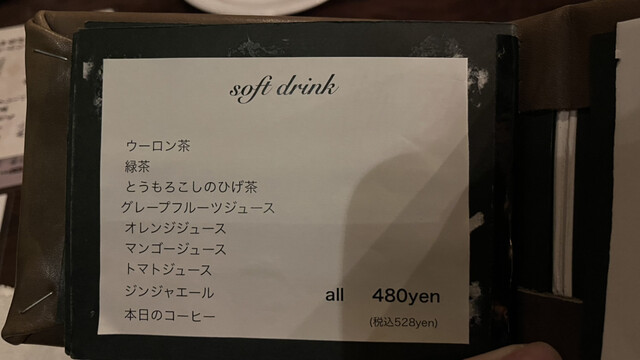 soft drink
ウーロン茶
緑茶
とうもろこしのひげ茶
グレープフルーツジュース
オレンジジュース
マンゴージュース
トマトジュース
ジンジャエール
本日のコーヒー
all 480yen
(税込528yen)